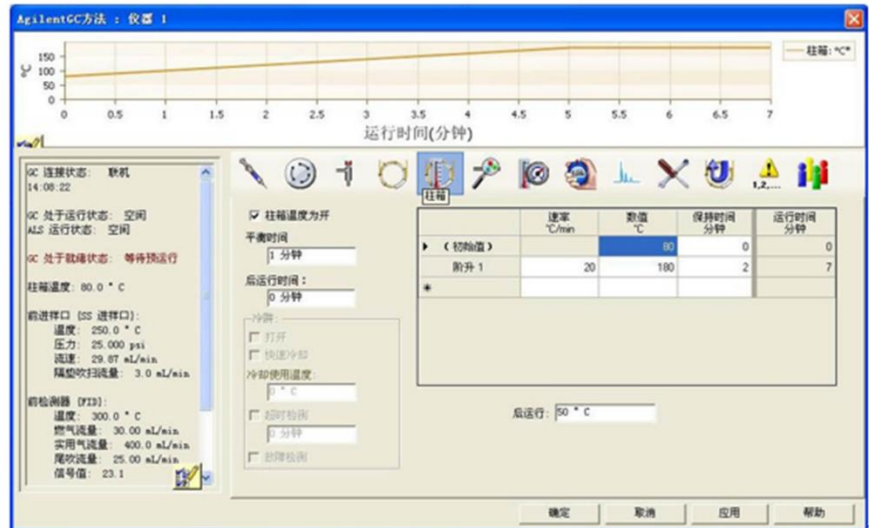 AgilentGC方法 : 仪器 1
℃
150
100
50
0
0 0.5 1 1.5 2 2.5 3 3.5 4 4.5 5 5.5 6 6.5 7
运行时间(分钟)
柱箱:℃*
GC 连接状态: 联机
14:08:22
GC 处于运行状态: 空闲
ALS 运行状态: 空闲
GC 处于就绪状态: 等待预运行
柱箱温度: 80.0 ° C
前进样口 (SS 进样口):
温度: 250.0 ° C
压力: 25.000 psi
流速: 29.87 mL/min
隔垫吹扫流量: 3.0 mL/min
前检测器 (FID):
温度: 300.0 ° C
燃气流量: 30.00 mL/min
实用气流量: 400.0 mL/min
尾吹流量: 25.00 mL/min
信号值: 23.1
1,2,...
柱箱
柱箱温度为开
平衡时间
1 分钟
后运行时间:
0 分钟
冷阱:
打开
快速冷却
冷却使用温度:
0 ° C
超时检测
0 分钟
故障检测
速率 数值 保持时间 运行时间
℃/min ℃ 分钟 分钟
(初始值) 80 0 0
阶升 1 20 180 2 7
*
后运行: 50 ° C
确定 取消 应用 帮助